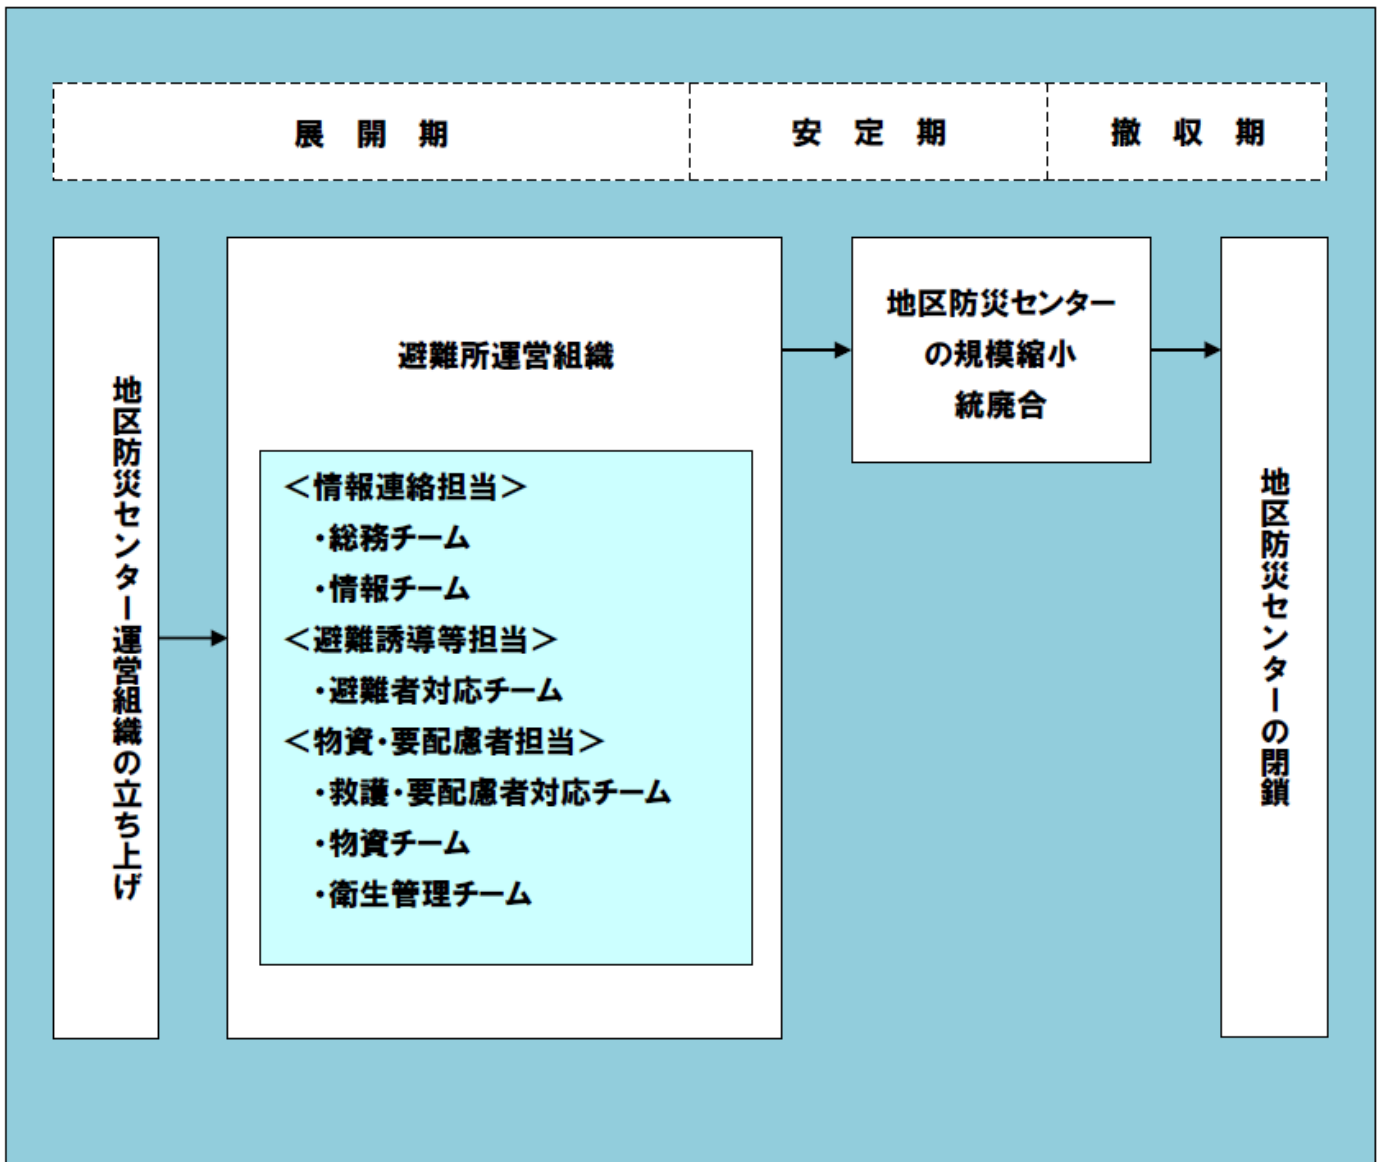 展　開　期
安　定　期
撤　収　期
地区防災センター運営組織の立ち上げ
避難所運営組織
＜情報連絡担当＞
・総務チーム
・情報チーム
＜避難誘導等担当＞
・避難者対応チーム
＜物資・要配慮者担当＞
・救護・要配慮者対応チーム
・物資チーム
・衛生管理チーム
地区防災センター
の規模縮小
統廃合
地区防災センターの閉鎖